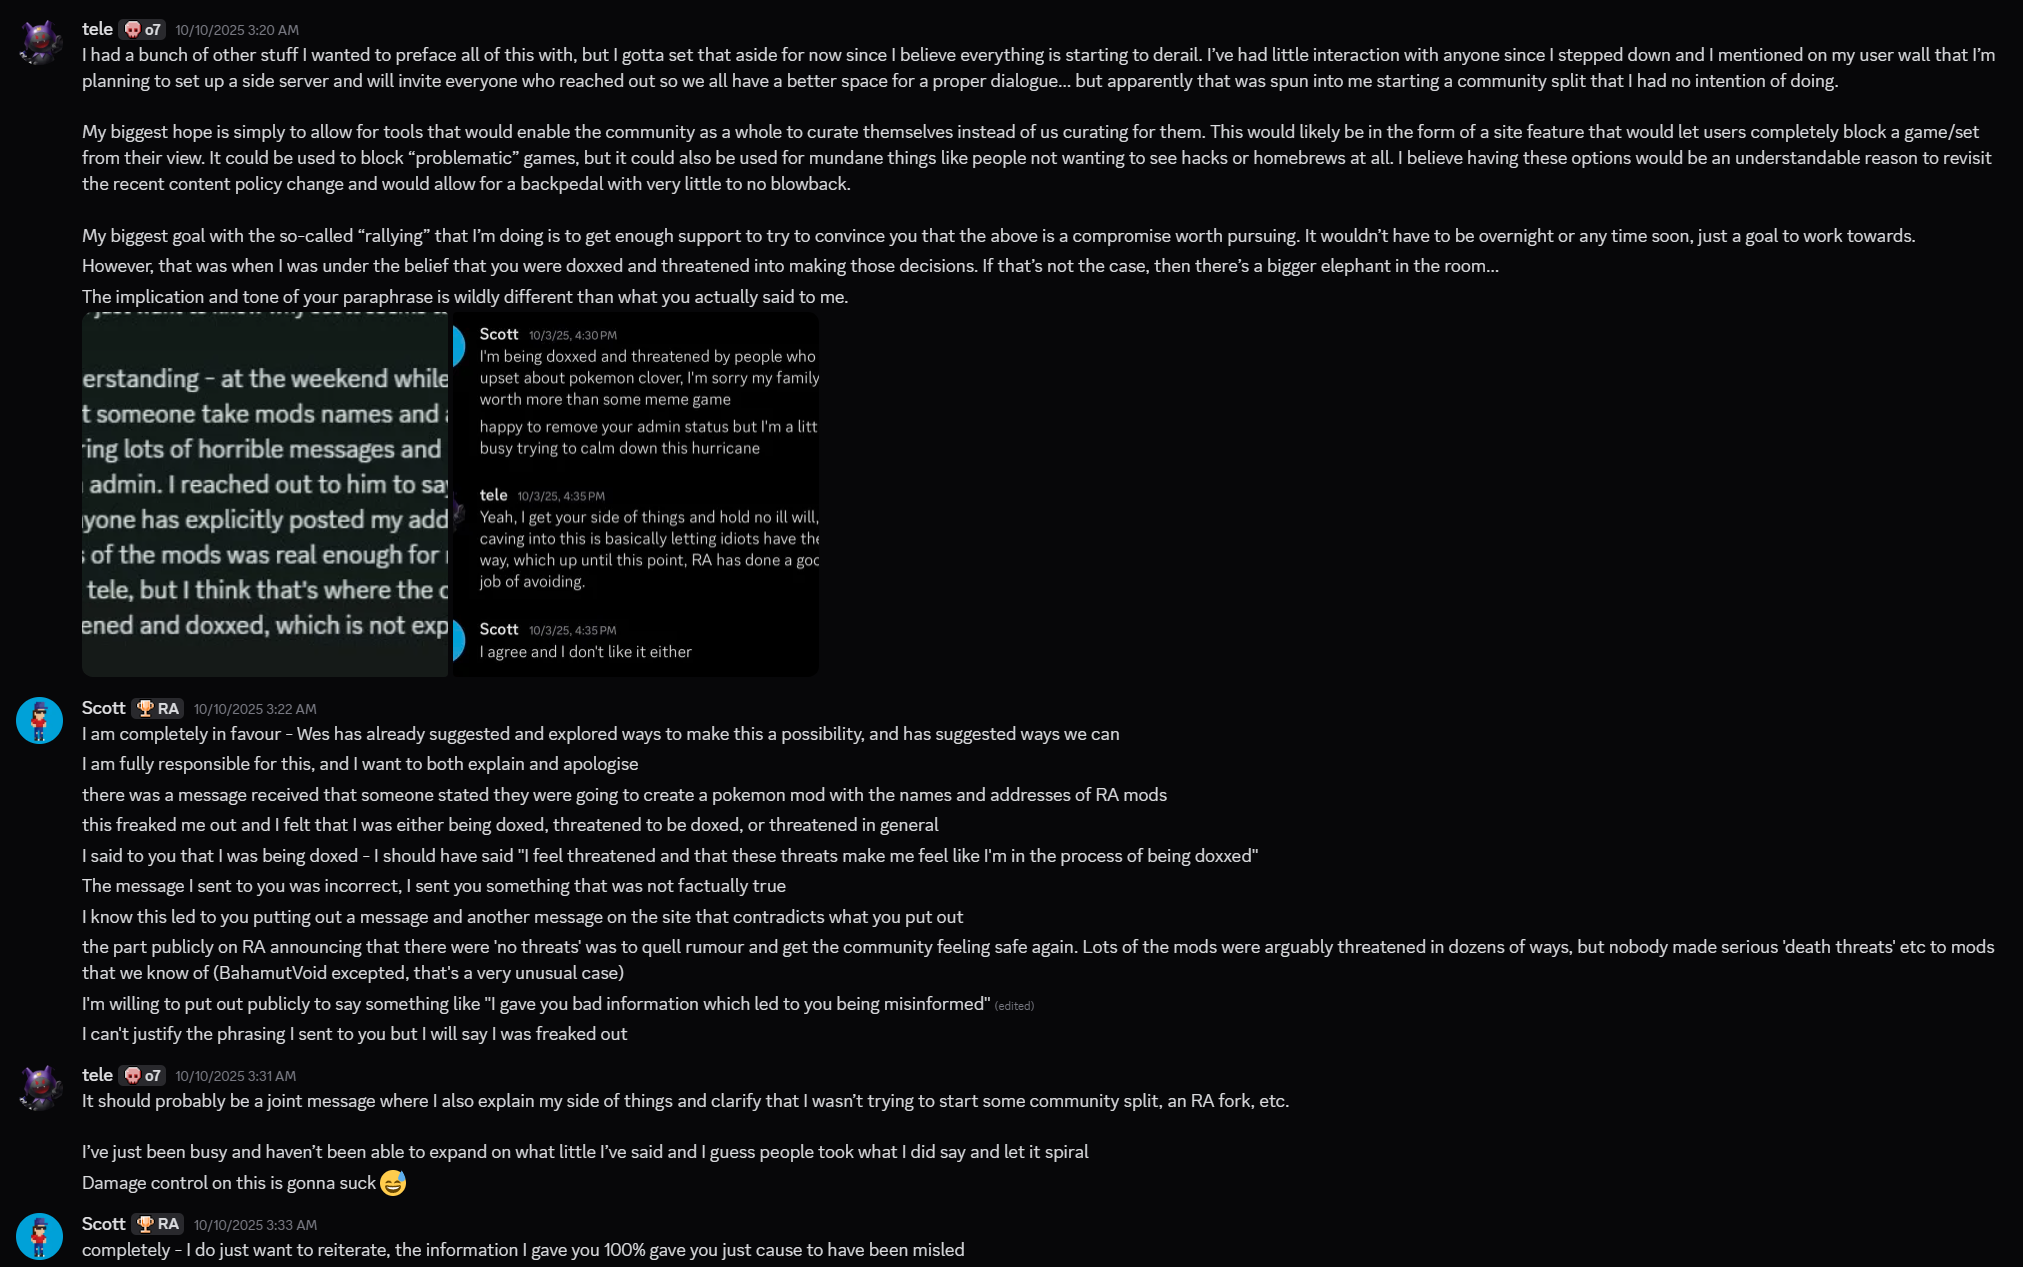 tele o7 10/10/2025 3:20 AM
I had a bunch of other stuff I wanted to preface all of this with, but I gotta set that aside for now since I believe everything is starting to derail. I’ve had little interaction with anyone since I stepped down and I mentioned on my user wall that I’m
planning to set up a side server and will invite everyone who reached out so we all have a better space for a proper dialogue... but apparently that was spun into me starting a community split that I had no intention of doing.
My biggest hope is simply to allow for tools that would enable the community as a whole to curate themselves instead of us curating for them. This would likely be in the form of a site feature that would let users completely block a game/set
from their view. It could be used to block “problematic” games, but it could also be used for mundane things like people not wanting to see hacks or homebrews at all. I believe having these options would be an understandable reason to revisit
the recent content policy change and would allow for a backpedal with very little to no blowback.
My biggest goal with the so-called “rallying” that I’m doing is to get enough support to try to convince you that the above is a compromise worth pursuing. It wouldn’t have to be overnight or any time soon, just a goal to work towards.
However, that was when I was under the belief that you were doxxed and threatened into making those decisions. If that’s not the case, then there’s a bigger elephant in the room...
The implication and tone of your paraphrase is wildly different than what you actually said to me.
erstanding - at the weekend while
t someone take mods names and
ring lots of horrible messages and
admin. I reached out to him to say
yone has explicitly posted my add
s of the mods was real enough for
tele, but I think that's where the
ened and doxxed, which is not exp
Scott 10/3/25, 4:30 PM
I'm being doxxed and threatened by people who
upset about pokemon clover, I'm sorry my family
worth more than some meme game
happy to remove your admin status but I'm a litt
busy trying to calm down this hurricane
tele 10/3/25, 4:35 PM
Yeah, I get your side of things and hold no ill will,
caving into this is basically letting idiots have the
way, which up until this point, RA has done a goo
job of avoiding.
Scott 10/3/25, 4:35 PM
I agree and I don't like it either
Scott RA 10/10/2025 3:22 AM
I am completely in favour - Wes has already suggested and explored ways to make this a possibility, and has suggested ways we can
I am fully responsible for this, and I want to both explain and apologise
there was a message received that someone stated they were going to create a pokemon mod with the names and addresses of RA mods
this freaked me out and I felt that I was either being doxed, threatened to be doxed, or threatened in general
I said to you that I was being doxed - I should have said "I feel threatened and that these threats make me feel like I'm in the process of being doxxed"
The message I sent to you was incorrect, I sent you something that was not factually true
I know this led to you putting out a message and another message on the site that contradicts what you put out
the part publicly on RA announcing that there were 'no threats' was to quell rumour and get the community feeling safe again. Lots of the mods were arguably threatened in dozens of ways, but nobody made serious 'death threats' etc to mods
that we know of (BahamutVoid excepted, that's a very unusual case)
I'm willing to put out publicly to say something like "I gave you bad information which led to you being misinformed" (edited)
I can't justify the phrasing I sent to you but I will say I was freaked out
tele o7 10/10/2025 3:31 AM
It should probably be a joint message where I also explain my side of things and clarify that I wasn’t trying to start some community split, an RA fork, etc.
I’ve just been busy and haven’t been able to expand on what little I’ve said and I guess people took what I did say and let it spiral
Damage control on this is gonna suck 😅
Scott RA 10/10/2025 3:33 AM
completely - I do just want to reiterate, the information I gave you 100% gave you just cause to have been misled